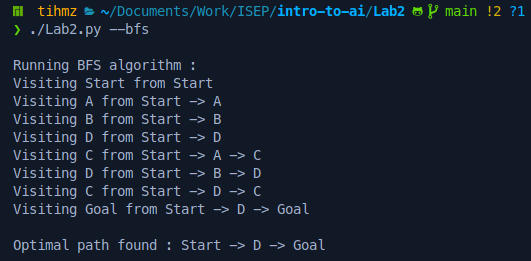 tihmz ~/Documents/Work/ISEP/intro-to-ai/Lab2 main !2 ?1
❯ ./Lab2.py --bfs
Running BFS algorithm :
Visiting Start from Start
Visiting A from Start -> A
Visiting B from Start -> B
Visiting D from Start -> D
Visiting C from Start -> A -> C
Visiting D from Start -> B -> D
Visiting C from Start -> D -> C
Visiting Goal from Start -> D -> Goal
Optimal path found : Start -> D -> Goal